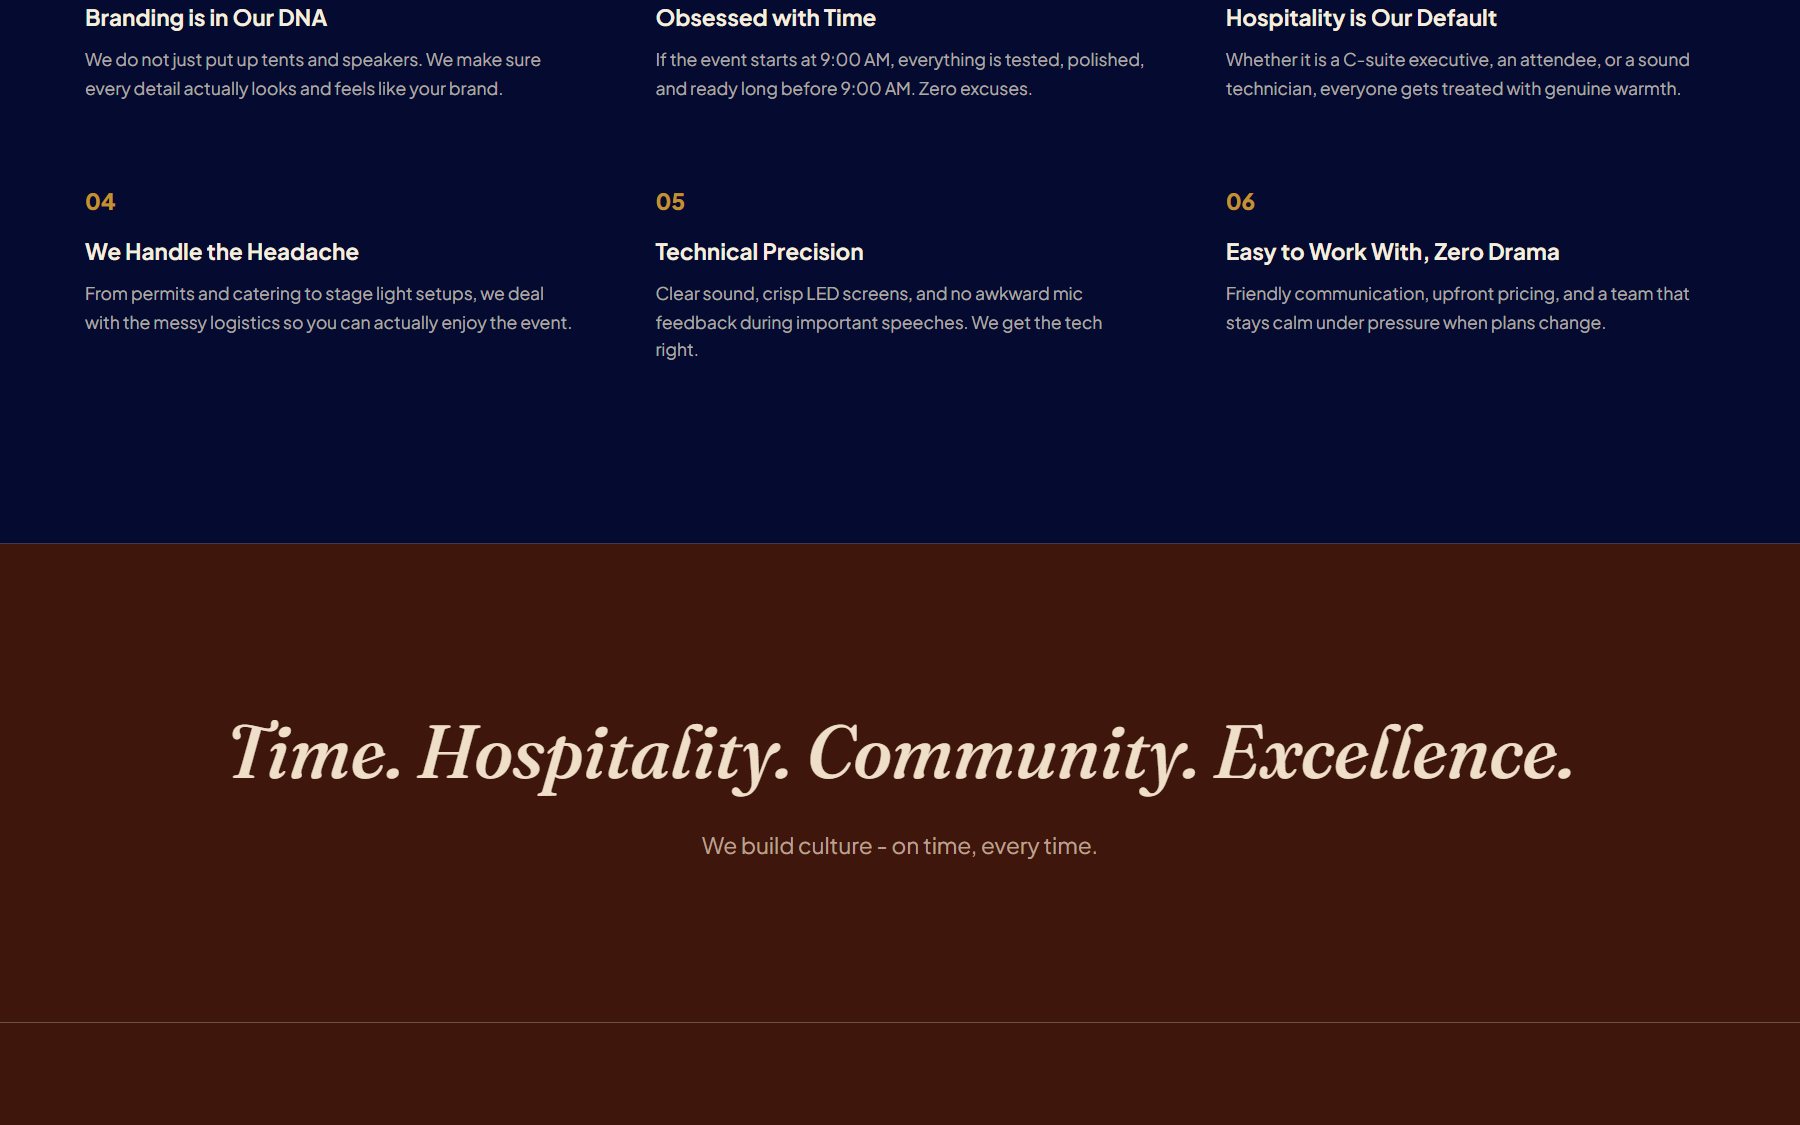 Branding is in Our DNA
We do not just put up tents and speakers. We make sure
every detail actually looks and feels like your brand.
Obsessed with Time
If the event starts at 9:00 AM, everything is tested, polished,
and ready long before 9:00 AM. Zero excuses.
Hospitality is Our Default
Whether it is a C-suite executive, an attendee, or a sound
technician, everyone gets treated with genuine warmth.
04
We Handle the Headache
From permits and catering to stage light setups, we deal
with the messy logistics so you can actually enjoy the event.
05
Technical Precision
Clear sound, crisp LED screens, and no awkward mic
feedback during important speeches. We get the tech
right.
06
Easy to Work With, Zero Drama
Friendly communication, upfront pricing, and a team that
stays calm under pressure when plans change.
Time. Hospitality. Community. Excellence.
We build culture - on time, every time.